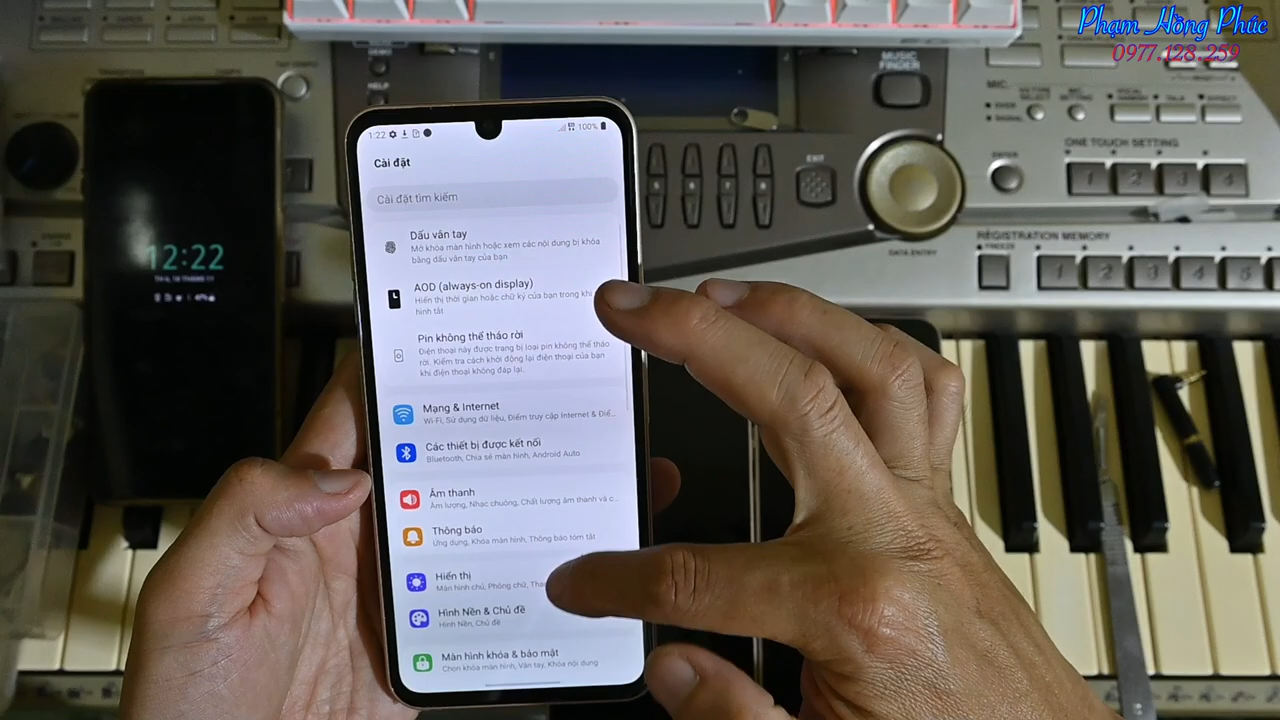 Phạm Hồng Phúc
0977.128.259
MUSIC
FINDER
HELP
MIC
ONE TOUCH SETTING
1 2 3 4
ENTER
EXIT
DATA ENTRY
REGISTRATION MEMORY
FREEZE
1 2 3 4 5
12:22
1:22
100%
Cài đặt
Cài đặt tìm kiếm
Dấu vân tay
Mở khóa màn hình hoặc xem các nội dung bị khóa
bằng dấu vân tay của bạn
AOD (always-on display)
Hiển thị thời gian hoặc chữ ký của bạn trong khi
hình tắt
Pin không thể tháo rời
Điện thoại này được trang bị loại pin không thể tháo
rời. Kiểm tra cách khởi động lại điện thoại của bạn
khi điện thoại không đáp lại.
Mạng & Internet
Wi-Fi, Sử dụng dữ liệu, Điểm truy cập Internet & Điể...
Các thiết bị được kết nối
Bluetooth, Chia sẻ màn hình, Android Auto
Âm thanh
Âm lượng, Nhạc chuông, Chất lượng âm thanh và c...
Thông báo
Ứng dụng, Khóa màn hình, Thông báo tóm tắt
Hiển thị
Màn hình chủ, Phông chữ,
Hình Nền & Chủ đề
Hình Nền, Chủ đề
Màn hình khóa & bảo mật
Chọn khóa màn hình, Vân tay, Khóa nội dung